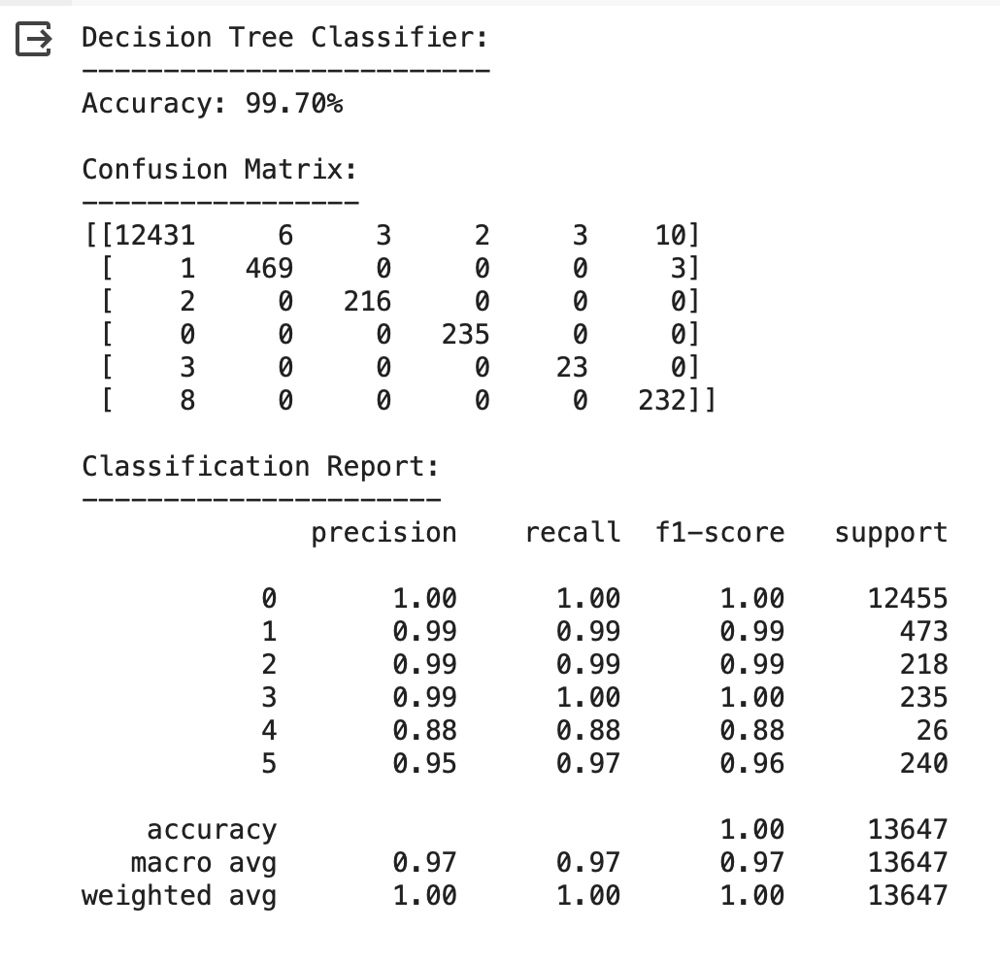 Decision Tree Classifier:
-------------------------
Accuracy: 99.70%
Confusion Matrix:
-----------------
[[12431     6     3     2     3    10]
 [    1   469     0     0     0     3]
 [    2     0   216     0     0     0]
 [    0     0     0   235     0     0]
 [    3     0     0     0    23     0]
 [    8     0     0     0     0   232]]
Classification Report:
----------------------
              precision    recall  f1-score   support
           0       1.00      1.00      1.00     12455
           1       0.99      0.99      0.99       473
           2       0.99      0.99      0.99       218
           3       0.99      1.00      1.00       235
           4       0.88      0.88      0.88        26
           5       0.95      0.97      0.96       240
    accuracy                           1.00     13647
   macro avg       0.97      0.97      0.97     13647
weighted avg       1.00      1.00      1.00     13647